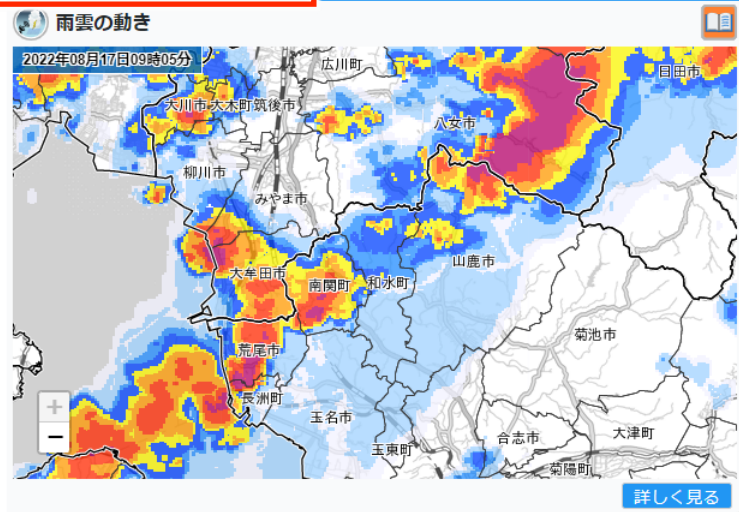 雨雲の動き
2022年08月17日09時05分
広川町
日田市
大川市
大木町
筑後市
八女市
柳川市
みやま市
大牟田市
南関町
和水町
山鹿市
菊池市
荒尾市
長洲町
玉名市
玉東町
合志市
大津町
菊陽町
+
−
詳しく見る